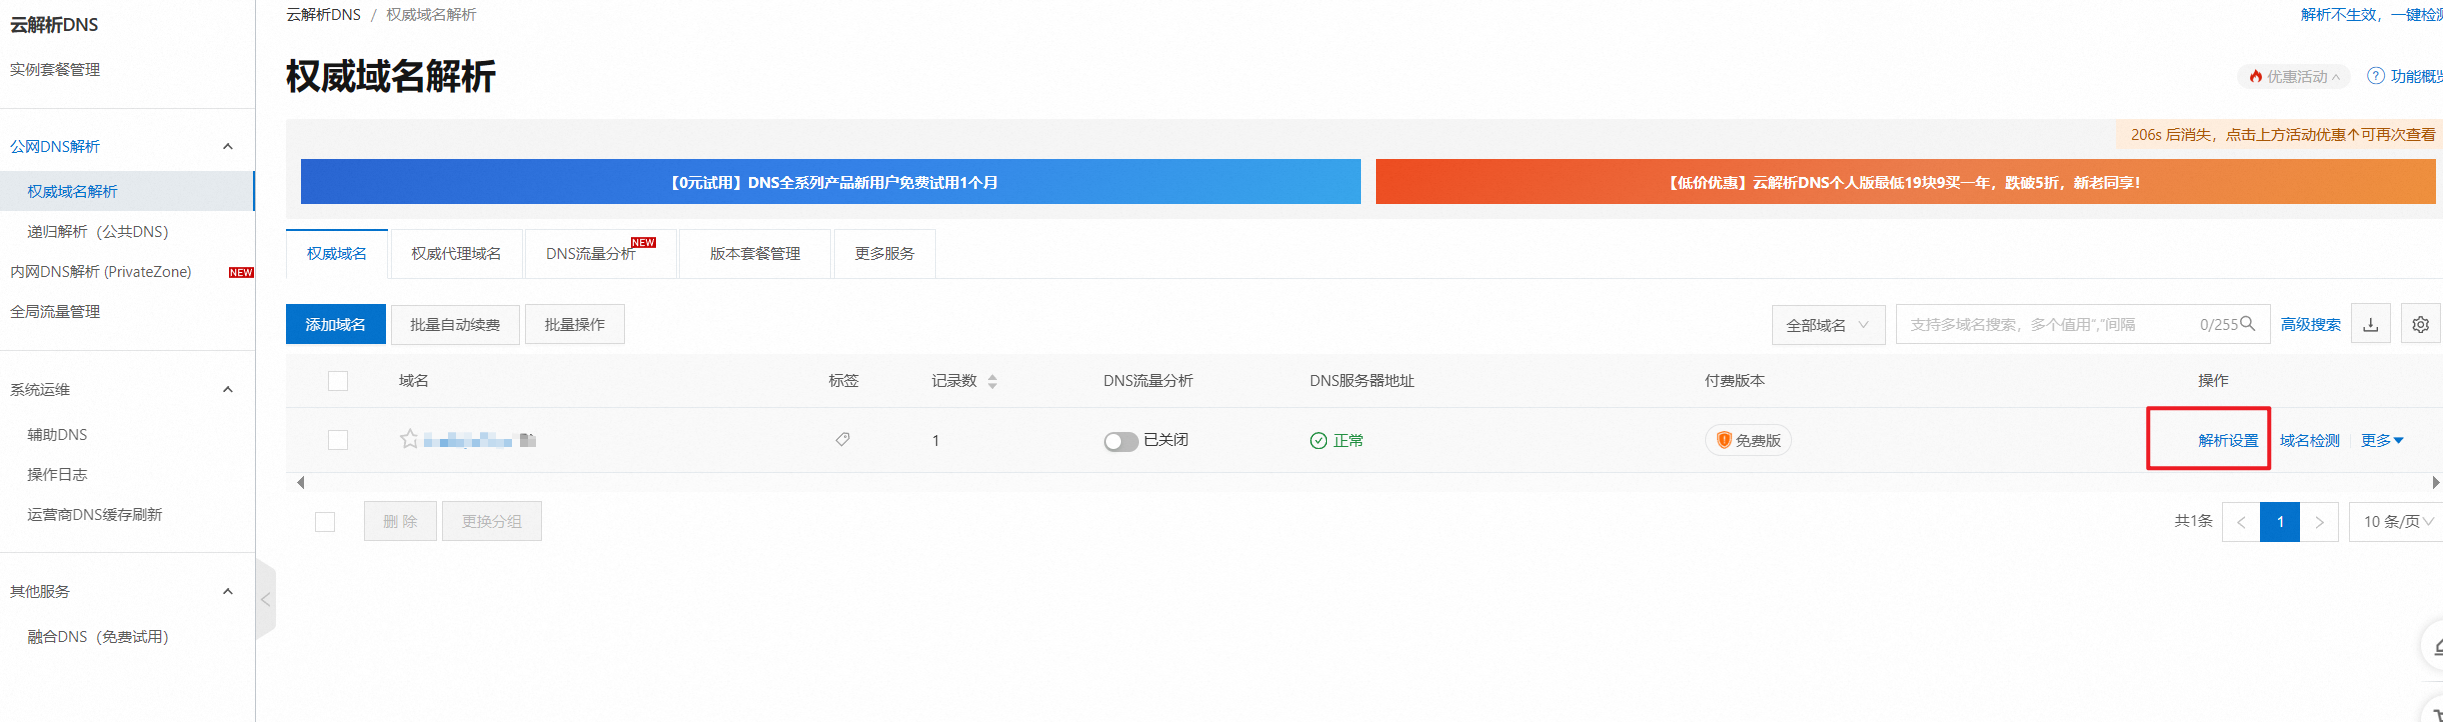 云解析DNS
实例套餐管理
公网DNS解析
权威域名解析
递归解析（公共DNS）
内网DNS解析 (PrivateZone) NEW
全局流量管理
系统运维
辅助DNS
操作日志
运营商DNS缓存刷新
其他服务
融合DNS（免费试用）
云解析DNS / 权威域名解析
解析不生效，一键检测
权威域名解析
优惠活动
功能概览
206s 后消失，点击上方活动优惠个可再次查看
【0元试用】DNS全系列产品新用户免费试用1个月
【低价优惠】云解析DNS个人版最低19块9买一年，跌破5折，新老同享！
权威域名 权威代理域名 DNS流量分析 NEW 版本套餐管理 更多服务
添加域名 批量自动续费 批量操作 全部域名 支持多域名搜索，多个值用“,”间隔 0/255 高级搜索
域名 标签 记录数 DNS流量分析 DNS服务器地址 付费版本 操作
1 已关闭 正常 免费版 解析设置 域名检测 更多
删除 更换分组 共1条 < 1 > 10 条/页